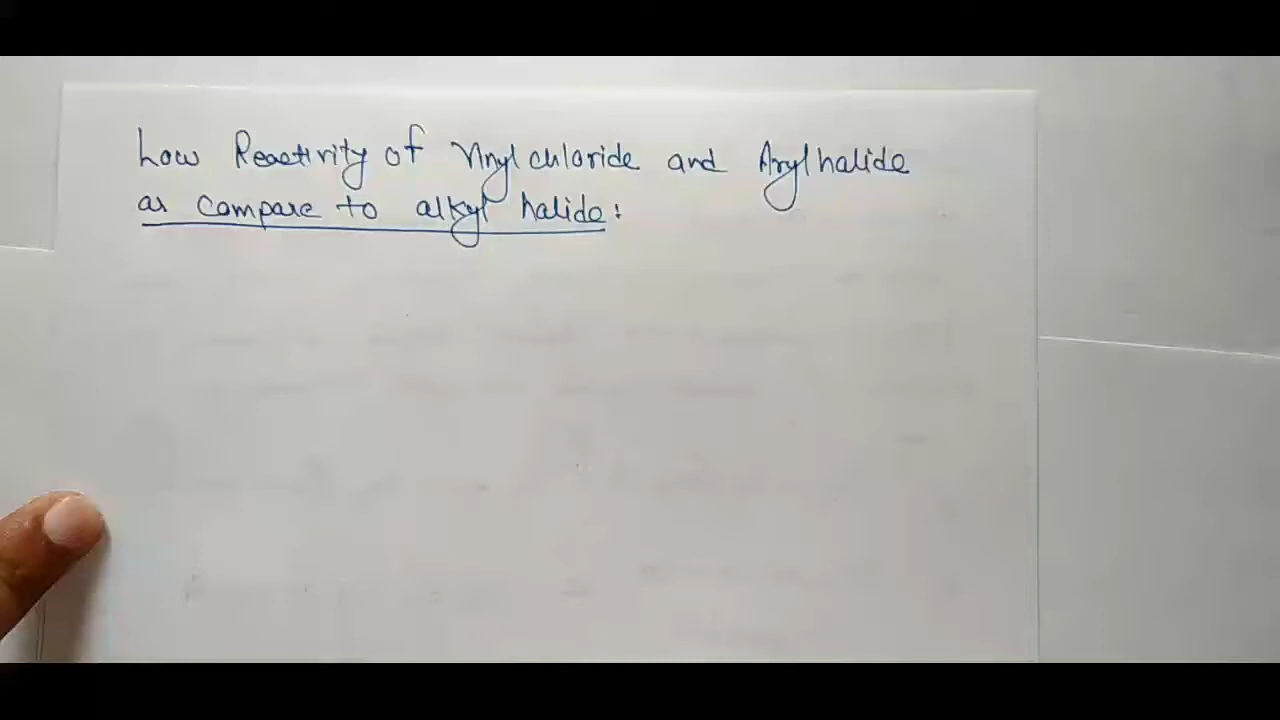 Low Reactivity of Vinyl chloride and Aryl halide
as compare to alkyl halide: